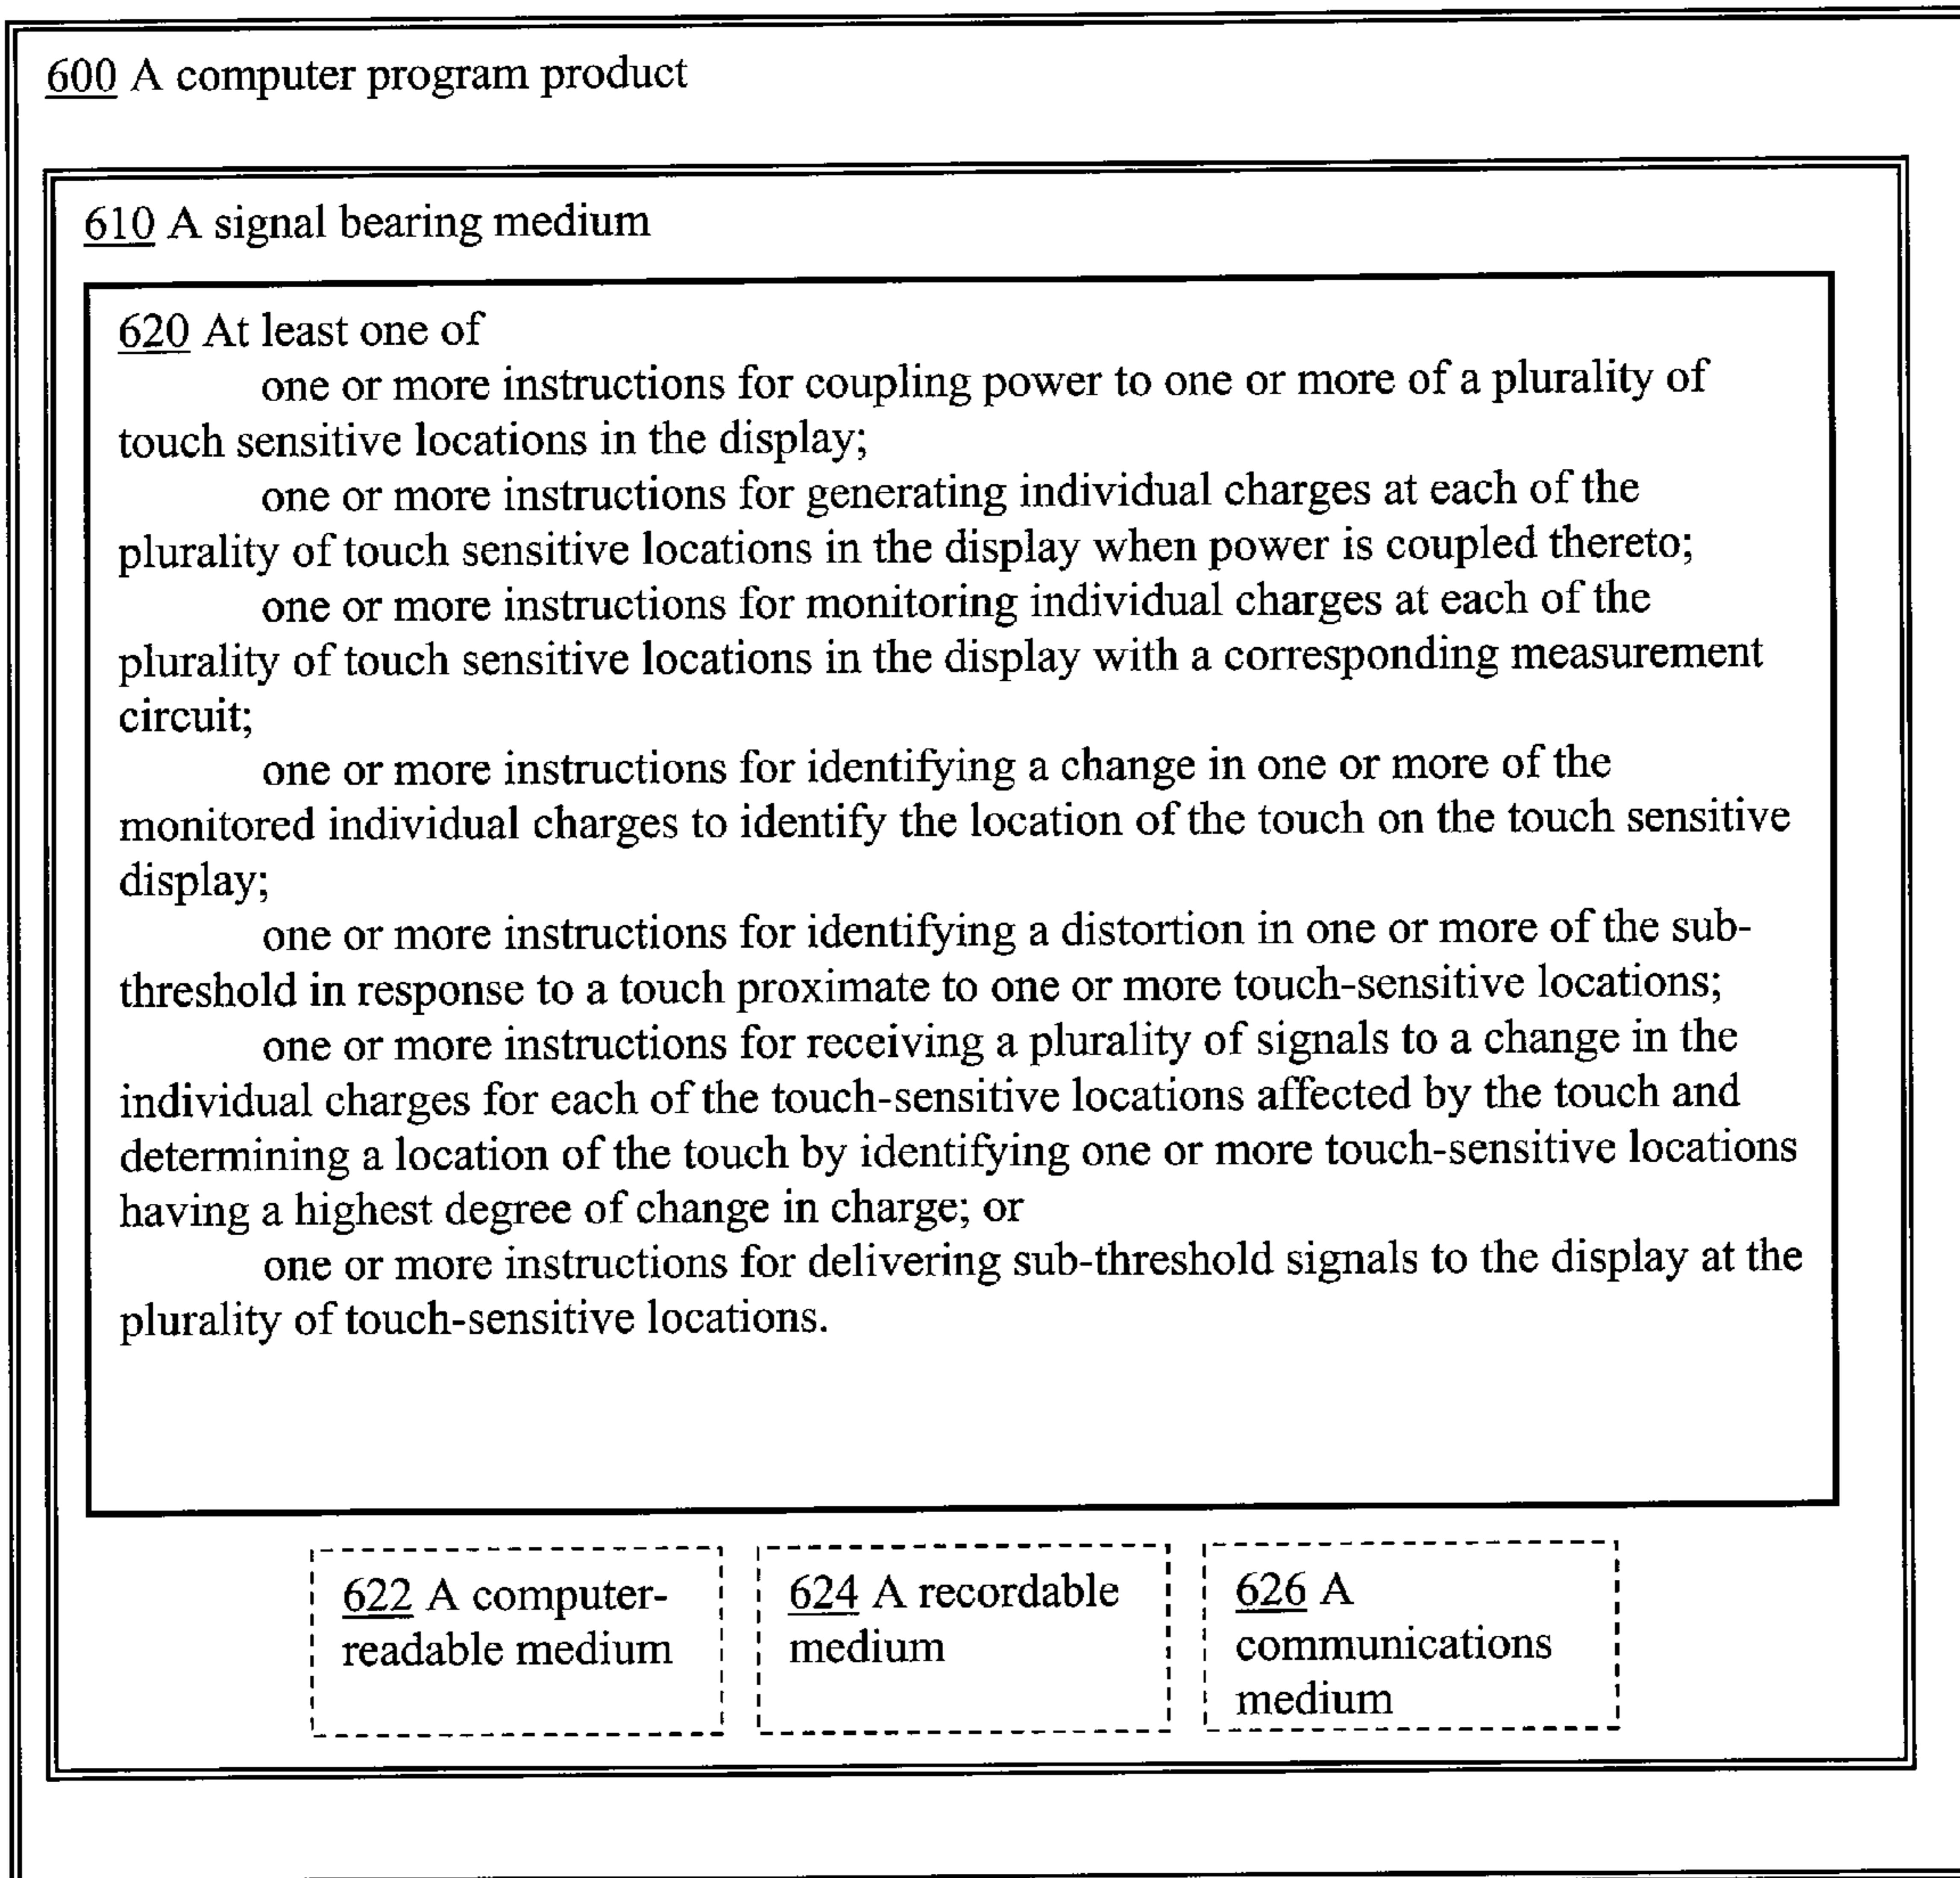 600 A computer program product
610 A signal bearing medium
620 At least one of
one or more instructions for coupling power to one or more of a plurality of
touch sensitive locations in the display;
one or more instructions for generating individual charges at each of the
plurality of touch sensitive locations in the display when power is coupled thereto;
one or more instructions for monitoring individual charges at each of the
plurality of touch sensitive locations in the display with a corresponding measurement
circuit;
one or more instructions for identifying a change in one or more of the
monitored individual charges to identify the location of the touch on the touch sensitive
display;
one or more instructions for identifying a distortion in one or more of the sub-
threshold in response to a touch proximate to one or more touch-sensitive locations;
one or more instructions for receiving a plurality of signals to a change in the
individual charges for each of the touch-sensitive locations affected by the touch and
determining a location of the touch by identifying one or more touch-sensitive locations
having a highest degree of change in charge; or
one or more instructions for delivering sub-threshold signals to the display at the
plurality of touch-sensitive locations.
622 A computer-
readable medium
624 A recordable
medium
626 A
communications
medium